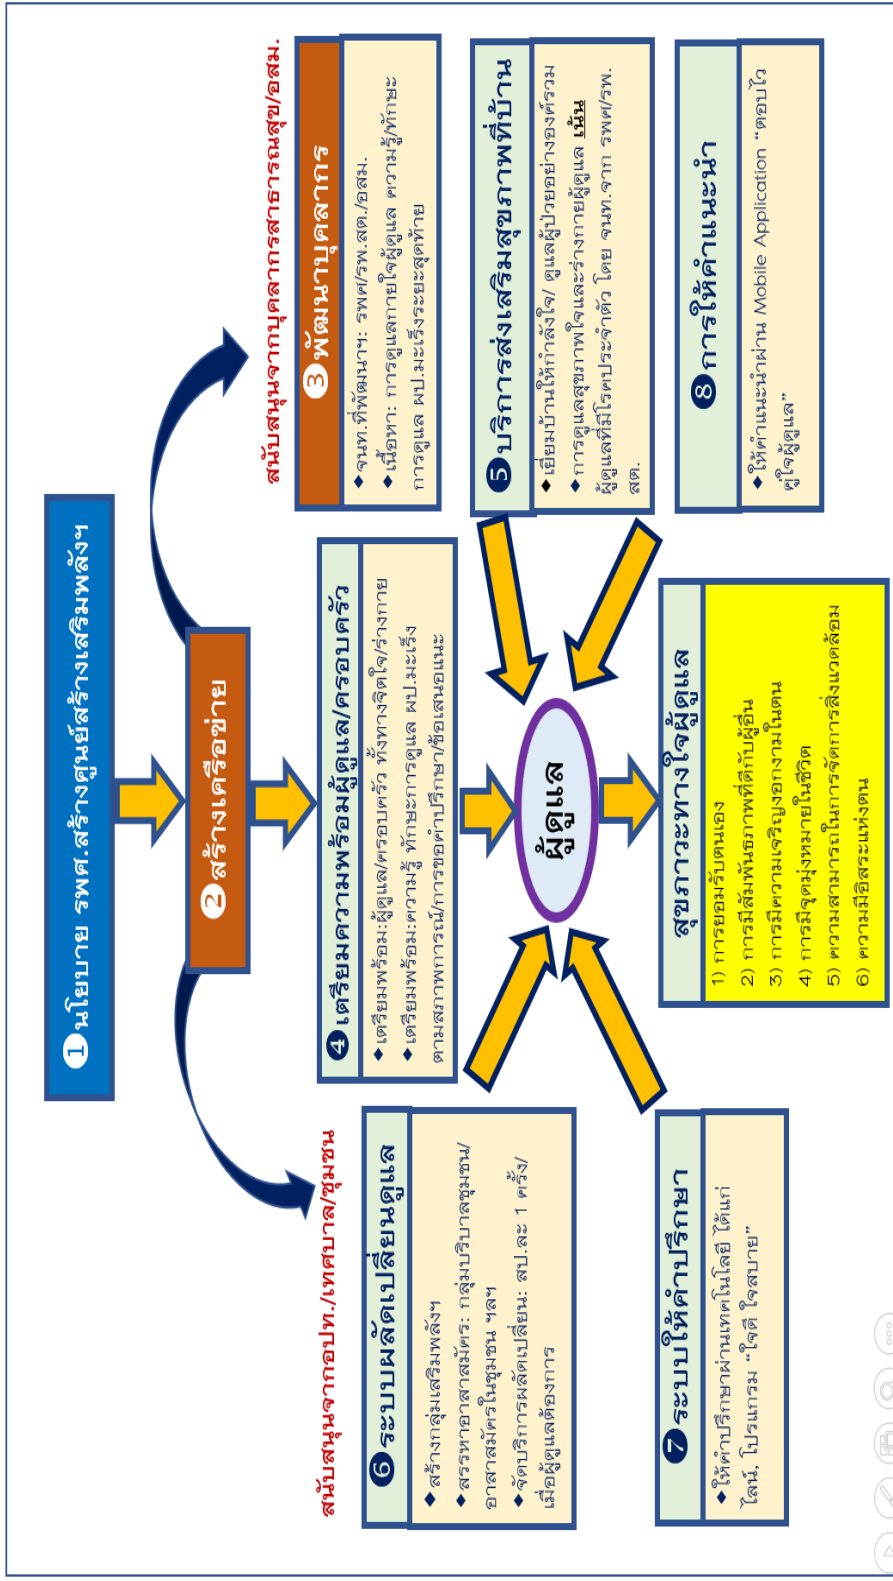 ❶นโยบาย รพศ.สร้างศูนย์สร้างเสริมพลังฯ
❷สร้างเครือข่าย
สนับสนุนจากอปท./เทศบาล/ชุมชน
สนับสนุนจากบุคลากรสาธารณสุข/อสม.
❸พัฒนาบุคลากร
◆จนท.ที่พัฒนาฯ: รพศ/รพ.สต./อสม.
◆เนื้อหา: การดูแลกายใจผู้ดูแล ความรู้/ทักษะ
การดูแล ผป.มะเร็งระยะสุดท้าย
❹เตรียมความพร้อมผู้ดูแล/ครอบครัว
◆เตรียมพร้อม:ผู้ดูแล/ครอบครัว ทั้งทางจิตใจ/ร่างกาย
◆เตรียมพร้อม:ความรู้ ทักษะการดูแล ผป.มะเร็ง
ตามสภาพการณ์/การขอคำปรึกษา/ข้อเสนอแนะ
❺บริการส่งเสริมสุขภาพที่บ้าน
◆เยี่ยมบ้านให้กำลังใจ/ ดูแลผู้ป่วยอย่างองค์รวม
◆การดูแลสุขภาพใจและร่างกายผู้ดูแล เน้น
ผู้ดูแลที่มีโรคประจำตัว โดย จนท.จาก รพศ/รพ.
สต.
❻ระบบผลัดเปลี่ยนดูแล
◆สร้างกลุ่มเสริมพลังฯ
◆สรรหาอาสาสมัคร: กลุ่มบริบาลชุมชน/
อาสาสมัครในชุมชน ฯลฯ
◆จัดบริการผลัดเปลี่ยน: สป.ละ 1 ครั้ง/
เมื่อผู้ดูแลต้องการ
ผู้ดูแล
❼ระบบให้คำปรึกษา
◆ให้คำปรึกษาผ่านเทคโนโลยี ได้แก่
ไลน์, โปรแกรม “ใจดี ใจสบาย”
❽การให้คำแนะนำ
◆ให้คำแนะนำผ่าน Mobile Application “ตอบไว
คู่ใจผู้ดูแล”
สุขภาวะทางใจผู้ดูแล
1) การยอมรับตนเอง
2) การมีสัมพันธภาพที่ดีกับผู้อื่น
3) การมีความเจริญงอกงามในตน
4) การมีจุดมุ่งหมายในชีวิต
5) ความสามารถในการจัดการสิ่งแวดล้อม
6) ความมีอิสระแห่งตน